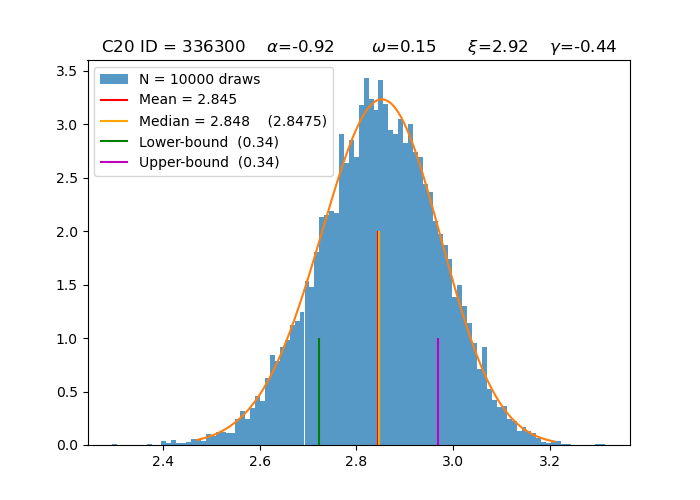 C20 ID = 336300 α=-0.92 ω=0.15 ξ=2.92 γ=-0.44
N = 10000 draws
Mean = 2.845
Median = 2.848 (2.8475)
Lower-bound (0.34)
Upper-bound (0.34)
3.5
3.0
2.5
2.0
1.5
1.0
0.5
0.0
2.4 2.6 2.8 3.0 3.2